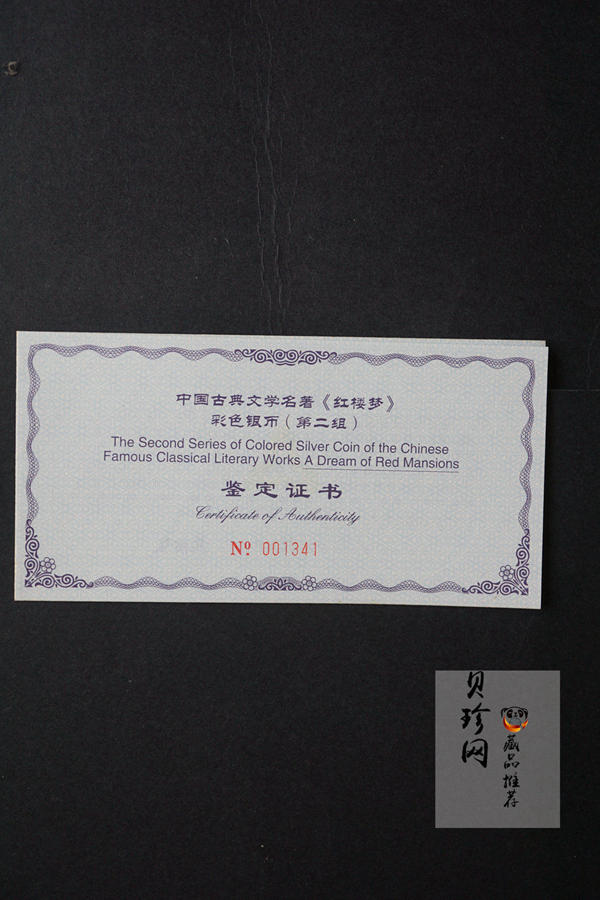 中国古典文学名著《红楼梦》
彩色银币（第二组）
The Second Series of Colored Silver Coin of the Chinese
Famous Classical Literary Works A Dream of Red Mansions
鉴定证书
Certificate of Authenticity
Nº 001341
贝珍网
藏品推荐